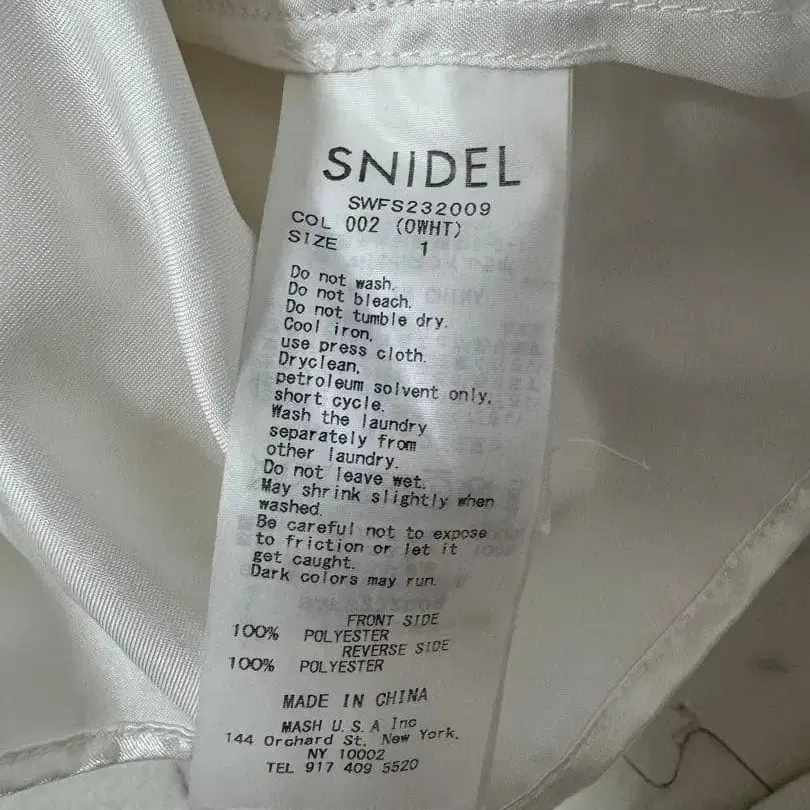 SNIDEL
SWFS232009
COL 002 (OWHT)
SIZE 1
Do not wash.
Do not bleach.
Do not tumble dry.
Cool iron,
use press cloth.
Dryclean,
petroleum solvent only,
short cycle.
Wash the laundry
separately from
other laundry.
Do not leave wet.
May shrink slightly when
washed.
Be careful not to expose
to friction or let it
get caught.
Dark colors may run.
FRONT SIDE
100% POLYESTER
REVERSE SIDE
100% POLYESTER
MADE IN CHINA
MASH U.S.A Inc
144 Orchard St. New York.
NY 10002
TEL 917 409 5520